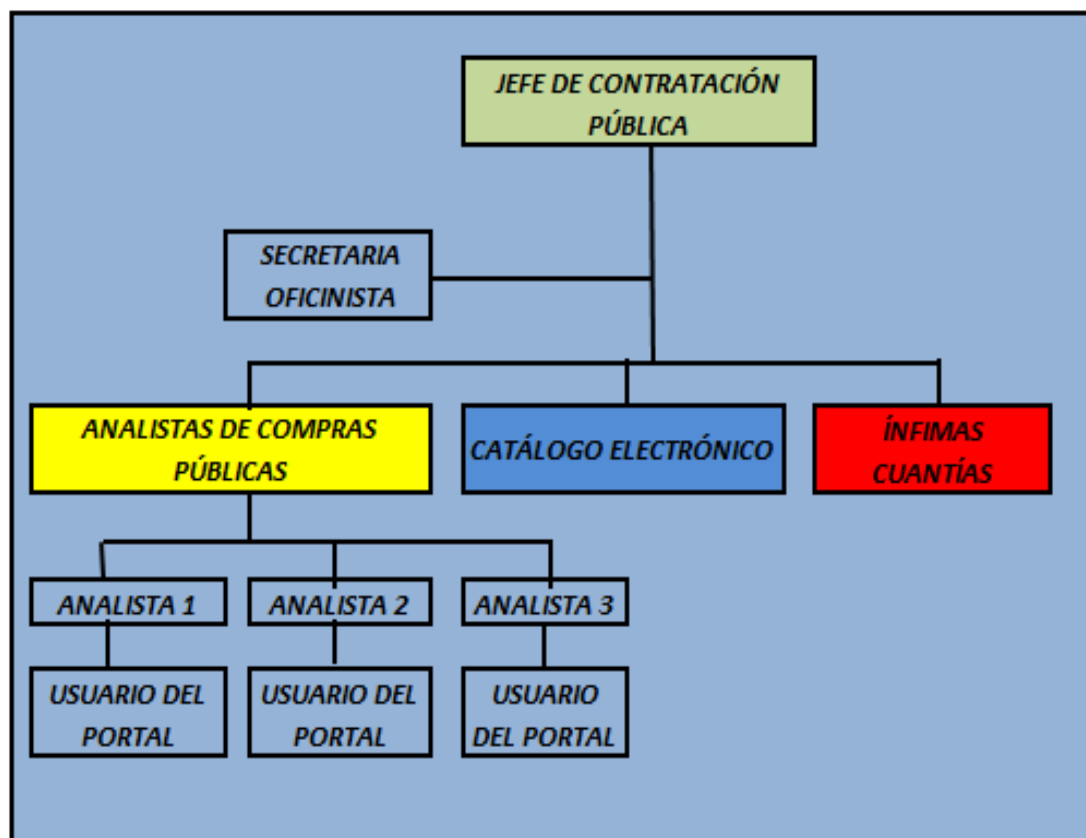 JEFE DE CONTRATACIÓN
PÚBLICA
SECRETARIA
OFICINISTA
ANALISTAS DE COMPRAS
PÚBLICAS
CATÁLOGO ELECTRÓNICO
ÍNFIMAS
CUANTÍAS
ANALISTA 1
ANALISTA 2
ANALISTA 3
USUARIO DEL
PORTAL
USUARIO DEL
PORTAL
USUARIO
DEL PORTAL